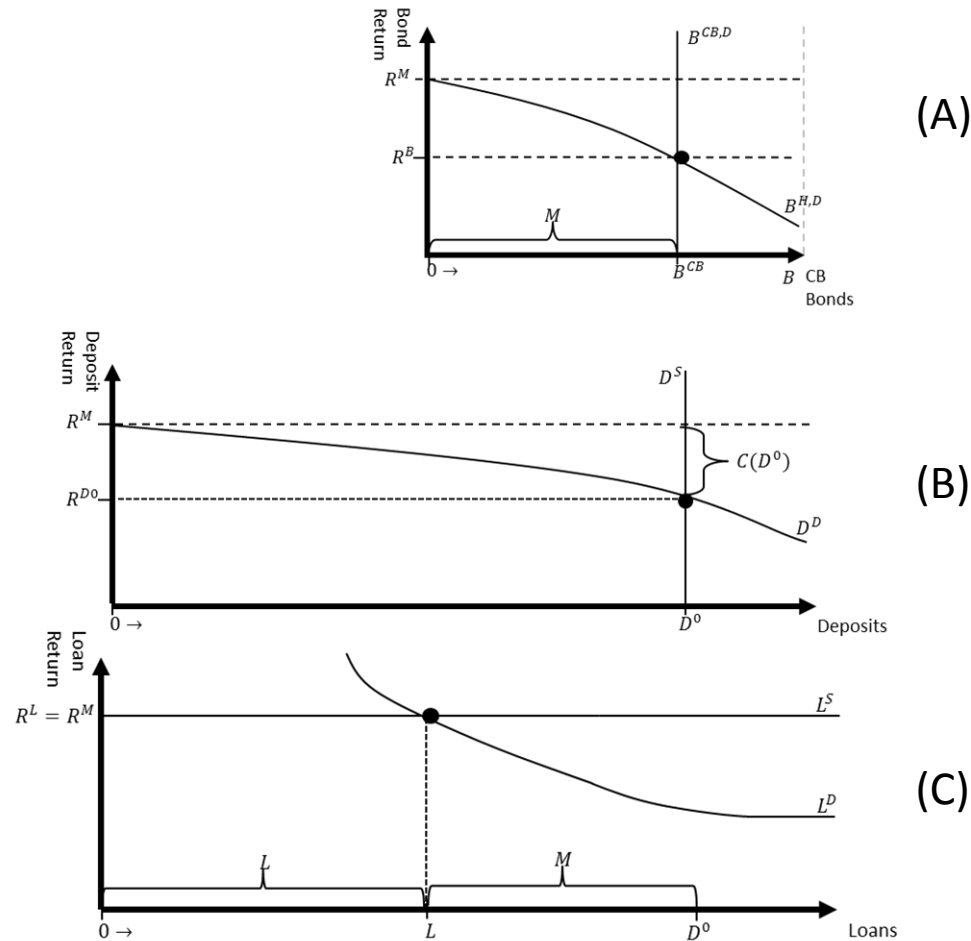 Bond
Return
B^{CB,D}
R^M
(A)
R^B
B^{H,D}
M
0 →
B^{CB}
B
CB
Bonds
Deposit
Return
D^S
R^M
C(D^0)
(B)
R^{D0}
D^D
0 →
D^0
Deposits
Loan
Return
R^L = R^M
L^S
(C)
L^D
L
M
0 →
L
D^0
Loans